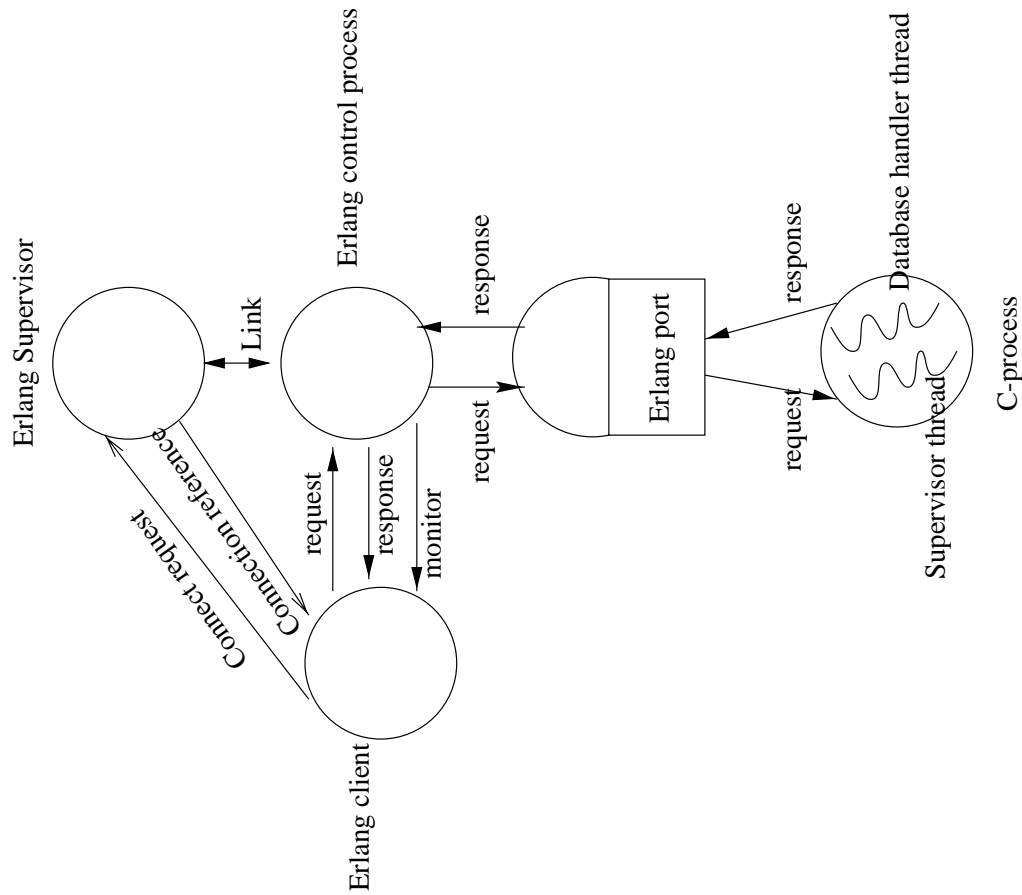 Erlang Supervisor
Link
Erlang control process
Connection reference
Connect request
request
response
monitor
Erlang client
response
request
Erlang port
response
request
Database handler thread
Supervisor thread
C-process